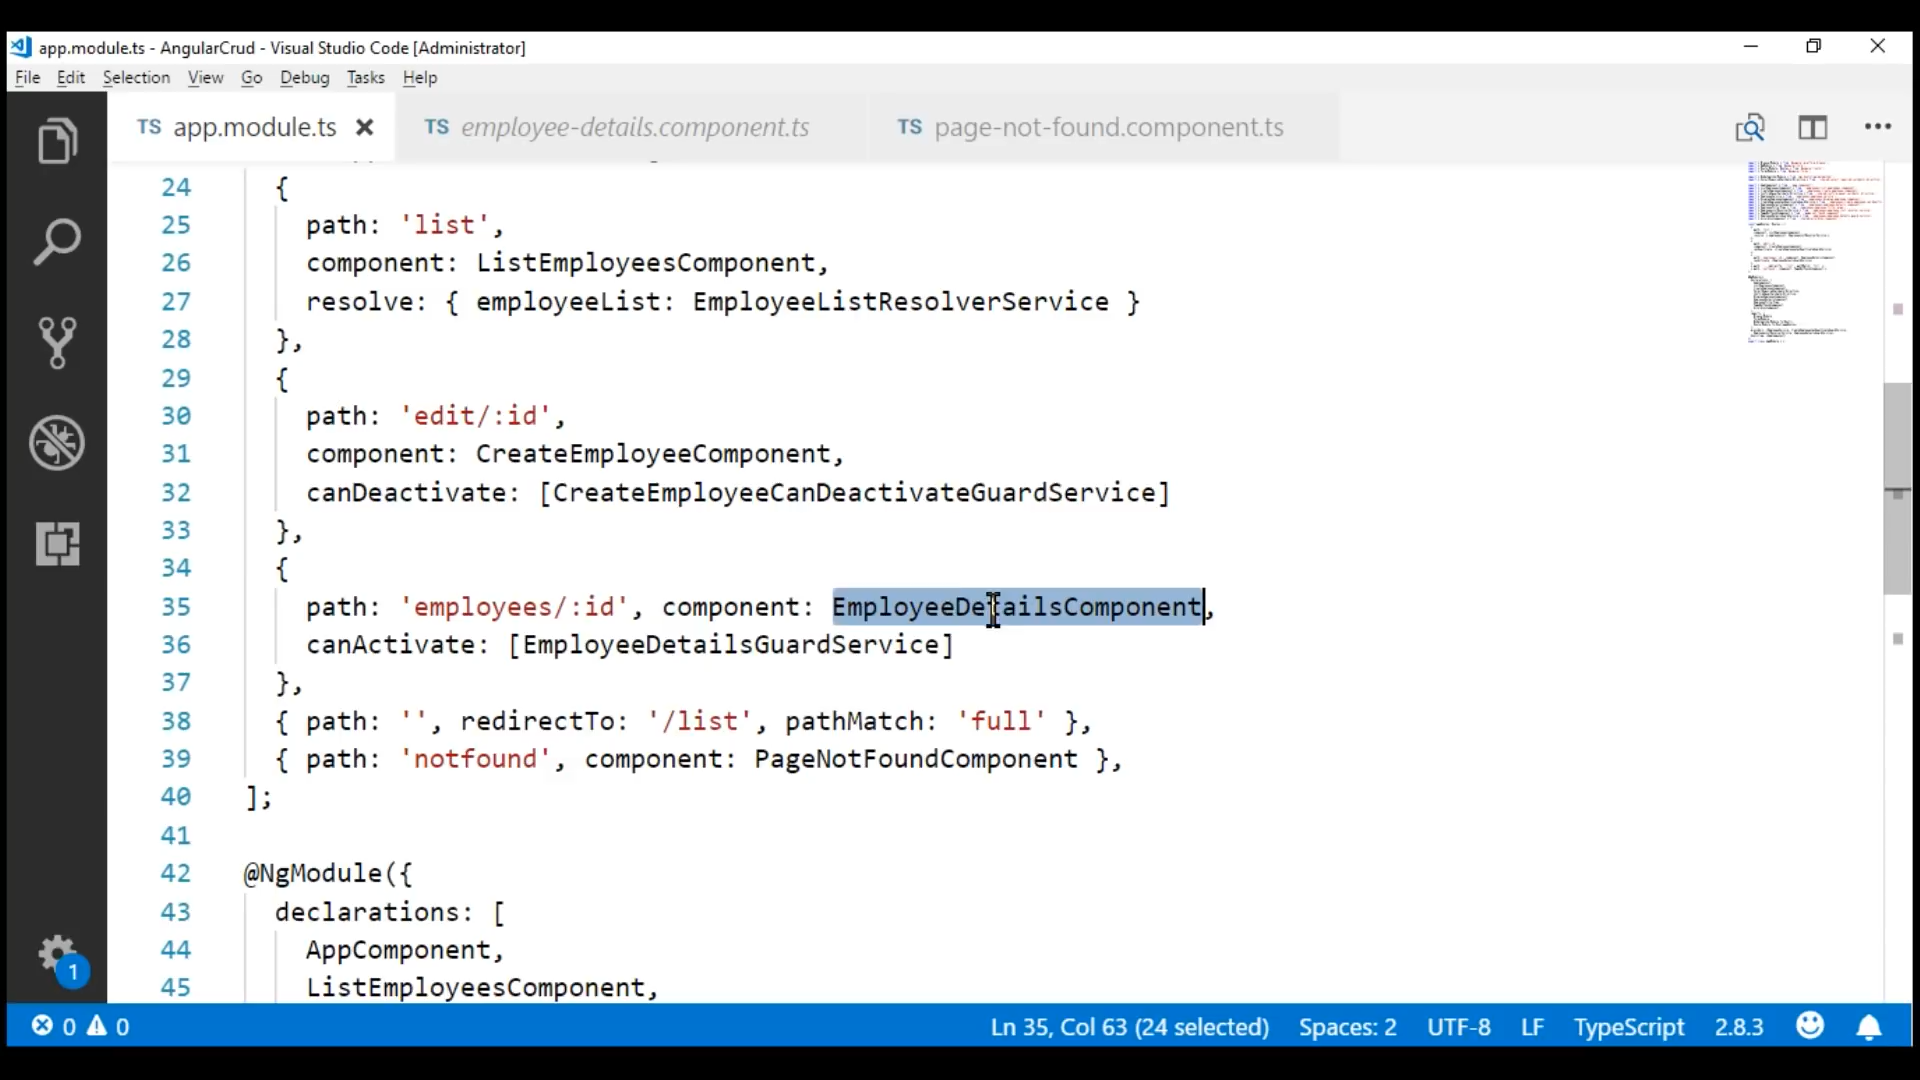 app.module.ts - AngularCrud - Visual Studio Code [Administrator]
File Edit Selection View Go Debug Tasks Help
TS app.module.ts TS employee-details.component.ts TS page-not-found.component.ts
24 {
25 path: 'list',
26 component: ListEmployeesComponent,
27 resolve: { employeeList: EmployeeListResolverService }
28 },
29 {
30 path: 'edit/:id',
31 component: CreateEmployeeComponent,
32 canDeactivate: [CreateEmployeeCanDeactivateGuardService]
33 },
34 {
35 path: 'employees/:id', component: EmployeeDetailsComponent,
36 canActivate: [EmployeeDetailsGuardService]
37 },
38 { path: '', redirectTo: '/list', pathMatch: 'full' },
39 { path: 'notfound', component: PageNotFoundComponent },
40 ];
41
42 @NgModule({
43 declarations: [
44 AppComponent,
45 ListEmployeesComponent,
1
0 0 Ln 35, Col 63 (24 selected) Spaces: 2 UTF-8 LF TypeScript 2.8.3